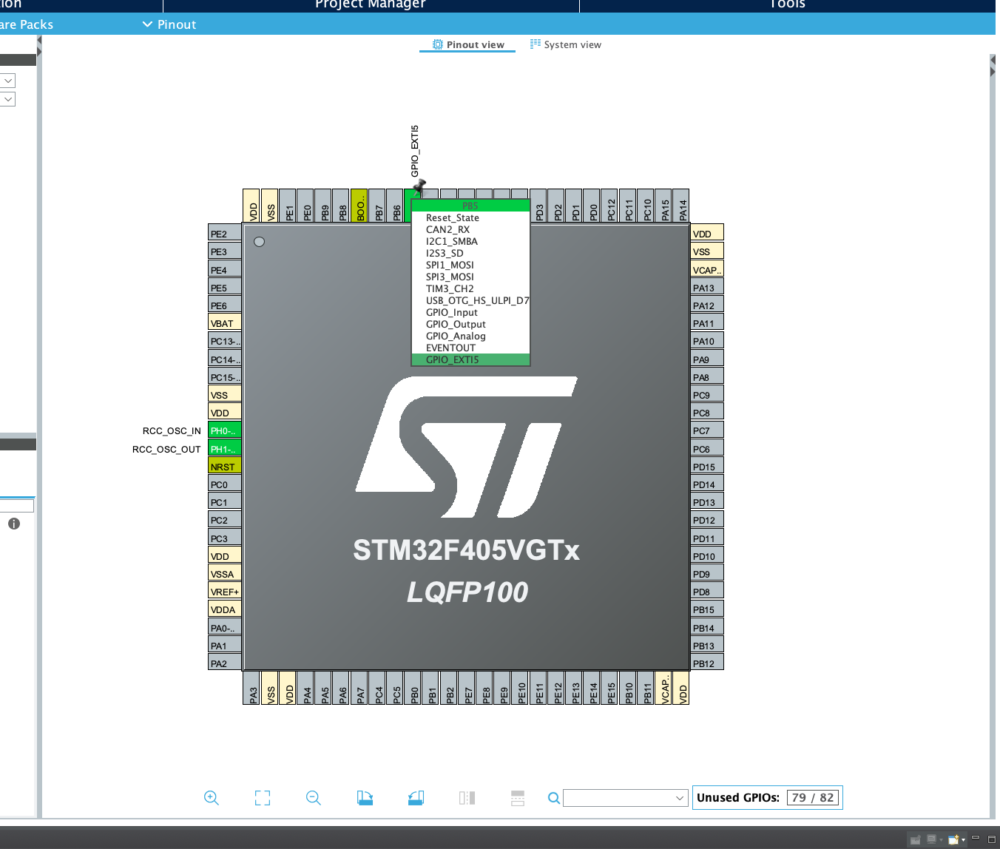 Project Manager
Tools
are Packs
Pinout
Pinout view
System view
GPIO_EXTI5
VDD
VSS
PE1
PE0
PB9
PB8
BOO..
PB7
PB6
PD3
PD2
PD1
PD0
PC12
PC11
PC10
PA15
PA14
PB5
Reset_State
CAN2_RX
I2C1_SMBA
I2S3_SD
SPI1_MOSI
SPI3_MOSI
TIM3_CH2
USB_OTG_HS_ULPI_D7
GPIO_Input
GPIO_Output
GPIO_Analog
EVENTOUT
GPIO_EXTI5
PE2
PE3
PE4
PE5
PE6
VBAT
PC13-..
PC14-..
PC15-..
VSS
VDD
RCC_OSC_IN PH0-..
RCC_OSC_OUT PH1-..
NRST
PC0
PC1
PC2
PC3
VDD
VSSA
VREF+
VDDA
PA0-..
PA1
PA2
ST
STM32F405VGTx
LQFP100
VDD
VSS
VCAP..
PA13
PA12
PA11
PA10
PA9
PA8
PC9
PC8
PC7
PC6
PD15
PD14
PD13
PD12
PD11
PD10
PD9
PD8
PB15
PB14
PB13
PB12
PA3
VSS
VDD
PA4
PA5
PA6
PA7
PC4
PC5
PB0
PB1
PB2
PE7
PE8
PE9
PE10
PE11
PE12
PE13
PE14
PE15
PB10
PB11
VCAP..
VDD
Unused GPIOs: 79 / 82